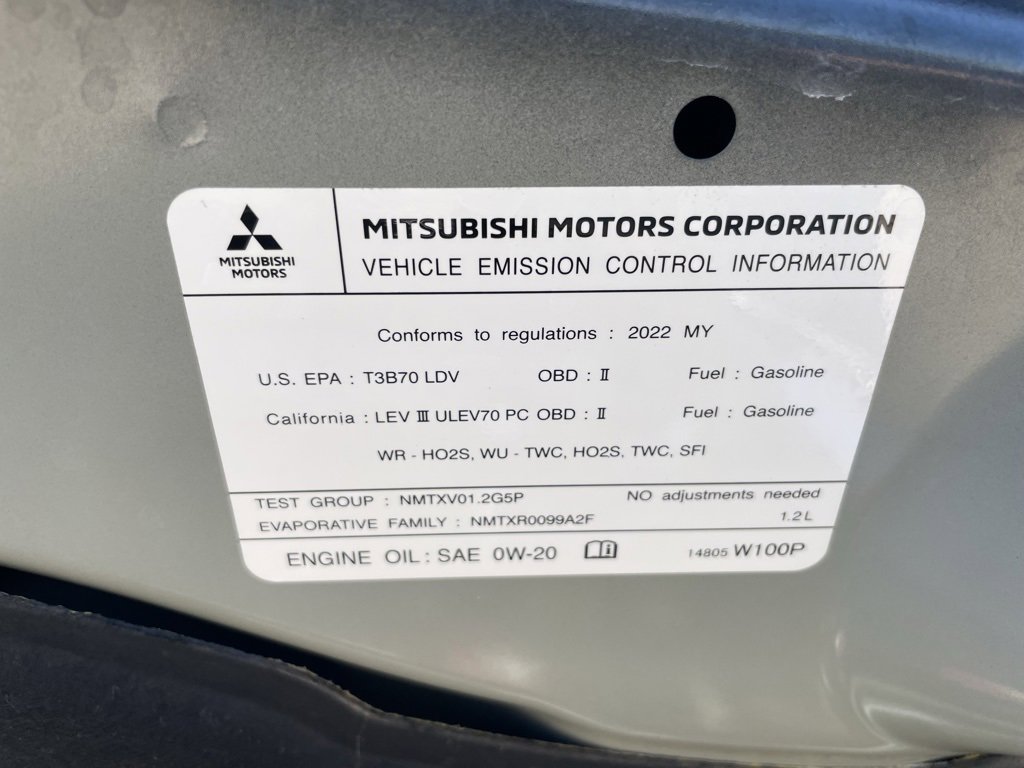 MITSUBISHI
MOTORS
MITSUBISHI MOTORS CORPORATION
VEHICLE EMISSION CONTROL INFORMATION
Conforms to regulations : 2022 MY
U.S. EPA : T3B70 LDV OBD : Ⅱ Fuel : Gasoline
California : LEV Ⅲ ULEV70 PC OBD : Ⅱ Fuel : Gasoline
WR - HO2S, WU - TWC, HO2S, TWC, SFI
TEST GROUP : NMTXV01.2G5P NO adjustments needed
EVAPORATIVE FAMILY : NMTXR0099A2F 1.2L
ENGINE OIL : SAE 0W-20 14805 W100P